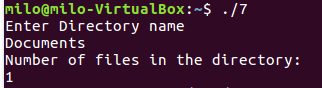 milo@milo-VirtualBox:~$ ./7
Enter Directory name
Documents
Number of files in the directory:
1